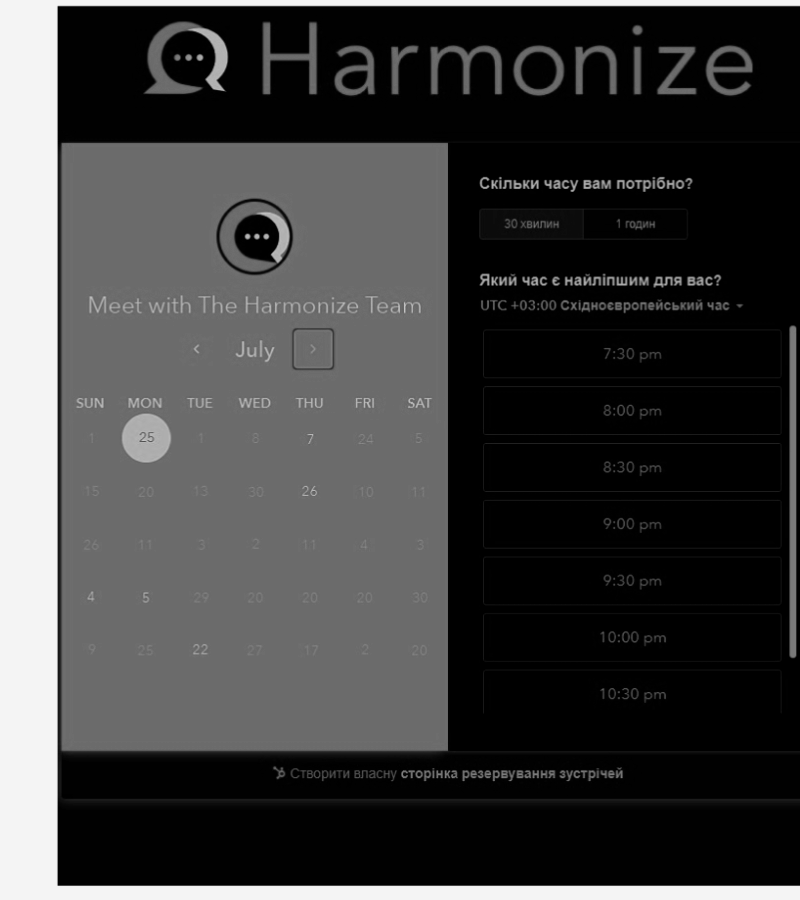 Harmonize
Meet with The Harmonize Team
July
SUN MON TUE WED THU FRI SAT
1 25 1 8 7 24 5
15 20 13 30 26 10 11
26 11 3 2 11 4 3
4 5 29 20 20 20 30
9 25 22 27 17 2 20
Скільки часу вам потрібно?
30 хвилин 1 годин
Який час є найліпшим для вас?
UTC +03:00 Східноєвропейський час
7:30 pm
8:00 pm
8:30 pm
9:00 pm
9:30 pm
10:00 pm
10:30 pm
Створити власну сторінка резервування зустрічей